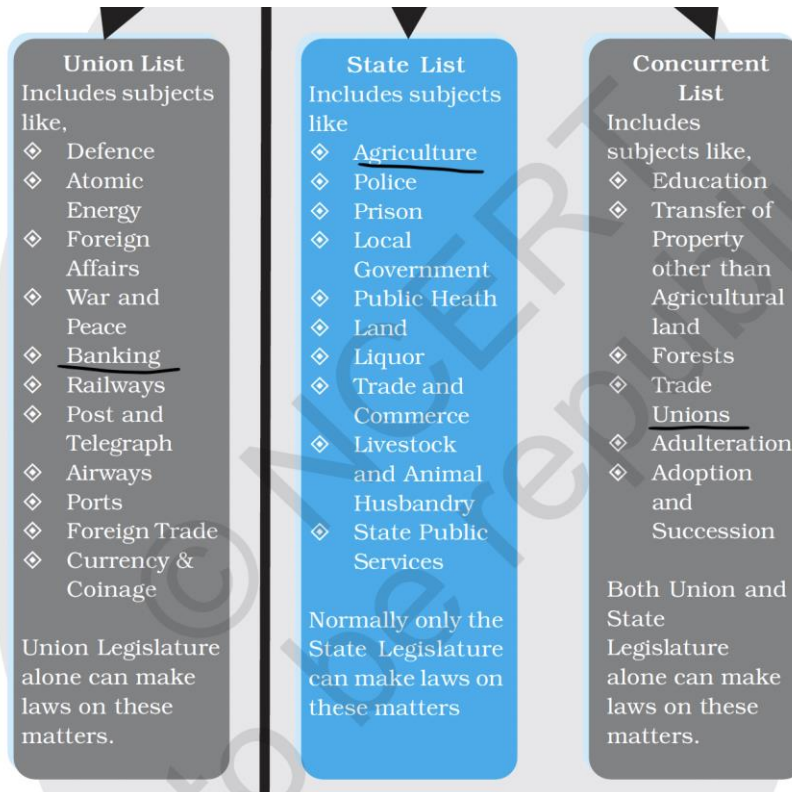 Union List
Includes subjects
like,
Defence
Atomic
Energy
Foreign
Affairs
War and
Peace
Banking
Railways
Post and
Telegraph
Airways
Ports
Foreign Trade
Currency &
Coinage
Union Legislature
alone can make
laws on these
matters.
State List
Includes subjects
like
Agriculture
Police
Prison
Local
Government
Public Heath
Land
Liquor
Trade and
Commerce
Livestock
and Animal
Husbandry
State Public
Services
Normally only the
State Legislature
can make laws on
these matters
Concurrent
List
Includes
subjects like,
Education
Transfer of
Property
other than
Agricultural
land
Forests
Trade
Unions
Adulteration
Adoption
and
Succession
Both Union and
State
Legislature
alone can make
laws on these
matters.
© NCERT
to be republi